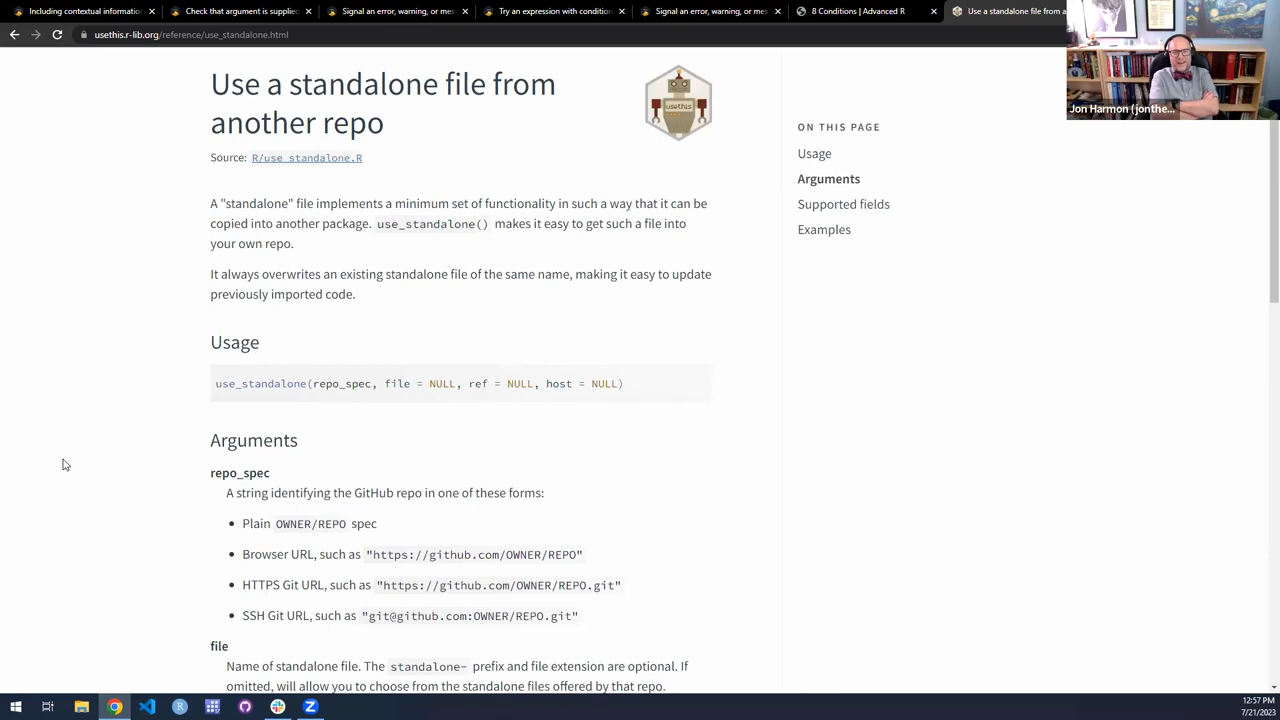 Including contextual information
Check that argument is supplied
Signal an error, warning, or mes
Try an expression with condition
Signal an error, warning, or mes
8 Conditions | Advanced R
Use a standalone file from a
usethis.r-lib.org/reference/use_standalone.html
Jon Harmon (jonthe...
Use a standalone file from
another repo
usethis
Source: R/use_standalone.R
A "standalone" file implements a minimum set of functionality in such a way that it can be
copied into another package. use_standalone() makes it easy to get such a file into
your own repo.
It always overwrites an existing standalone file of the same name, making it easy to update
previously imported code.
Usage
use_standalone(repo_spec, file = NULL, ref = NULL, host = NULL)
Arguments
repo_spec
A string identifying the GitHub repo in one of these forms:
• Plain OWNER/REPO spec
• Browser URL, such as "https://github.com/OWNER/REPO"
• HTTPS Git URL, such as "https://github.com/OWNER/REPO.git"
• SSH Git URL, such as "git@github.com:OWNER/REPO.git"
file
Name of standalone file. The standalone- prefix and file extension are optional. If
omitted, will allow you to choose from the standalone files offered by that repo.
ON THIS PAGE
Usage
Arguments
Supported fields
Examples
12:57 PM
7/21/2023